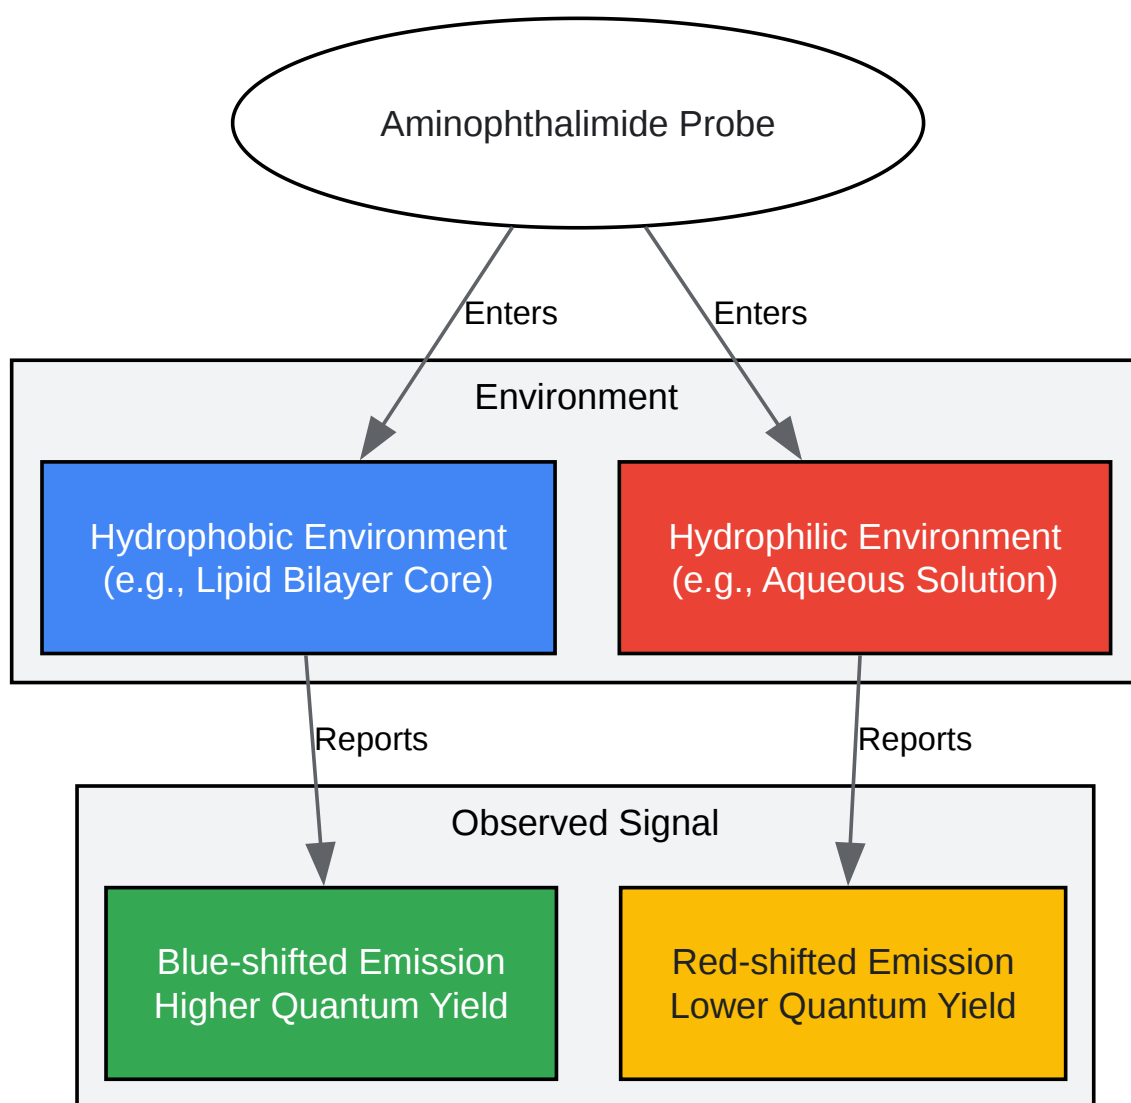 Aminophthalimide Probe
Enters
Enters
Environment
Hydrophobic Environment
(e.g., Lipid Bilayer Core)
Hydrophilic Environment
(e.g., Aqueous Solution)
Reports
Reports
Observed Signal
Blue-shifted Emission
Higher Quantum Yield
Red-shifted Emission
Lower Quantum Yield